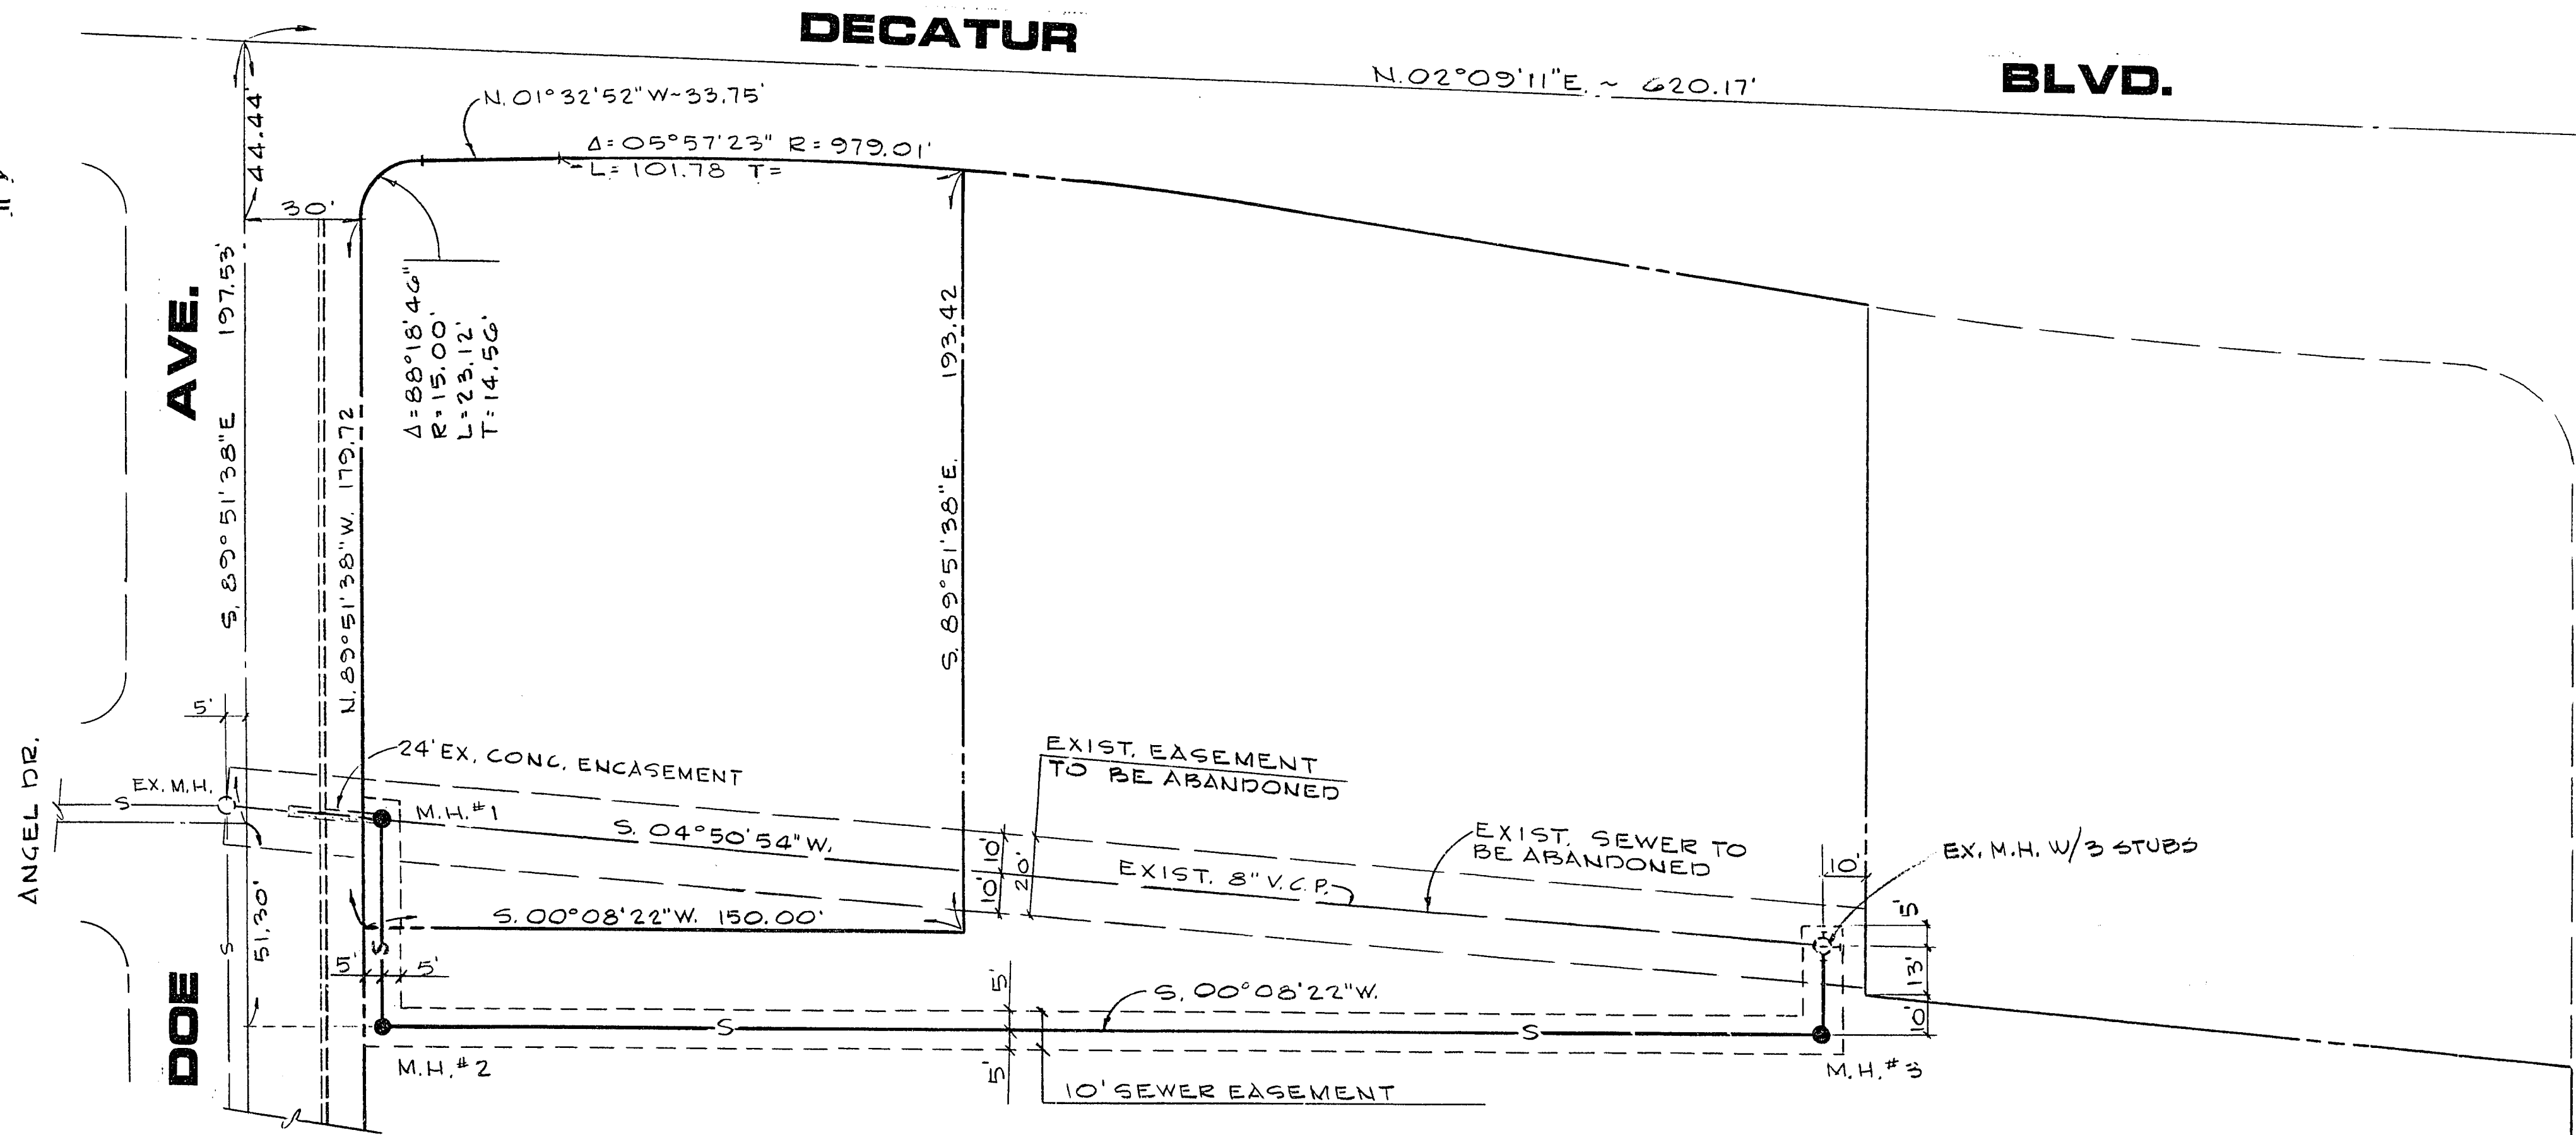 DECATUR
BLVD.
N.02°09'11"E. ~ 620.17'
N.01°32'52"W~33.75'
Δ=05°57'23" R=979.01'
L=101.78 T=
44.44'
30'
Δ=88°18'46"
R=15.00'
L=23.12'
T=14.56'
AVE.
S. 89°51'38"E 197.53'
N.89°51'38"W. 179.72
S. 89°51'38"E. 193.42
5'
24' EX. CONC. ENCASEMENT
EX. M.H.
S
M.H.#1
ANGEL DR.
S. 04°50'54"W.
EXIST. EASEMENT
TO BE ABANDONED
10'
10'
20'
EXIST. 8" V.C.P.
EXIST. SEWER TO
BE ABANDONED
EX. M.H. W/3 STUBS
10'
5'
13'
10'
S. 00°08'22"W. 150.00'
51.30'
S
S
5'
5'
DOE
5'
5'
S. 00°08'22"W.
S
S
M.H.#2
M.H.#3
10' SEWER EASEMENT